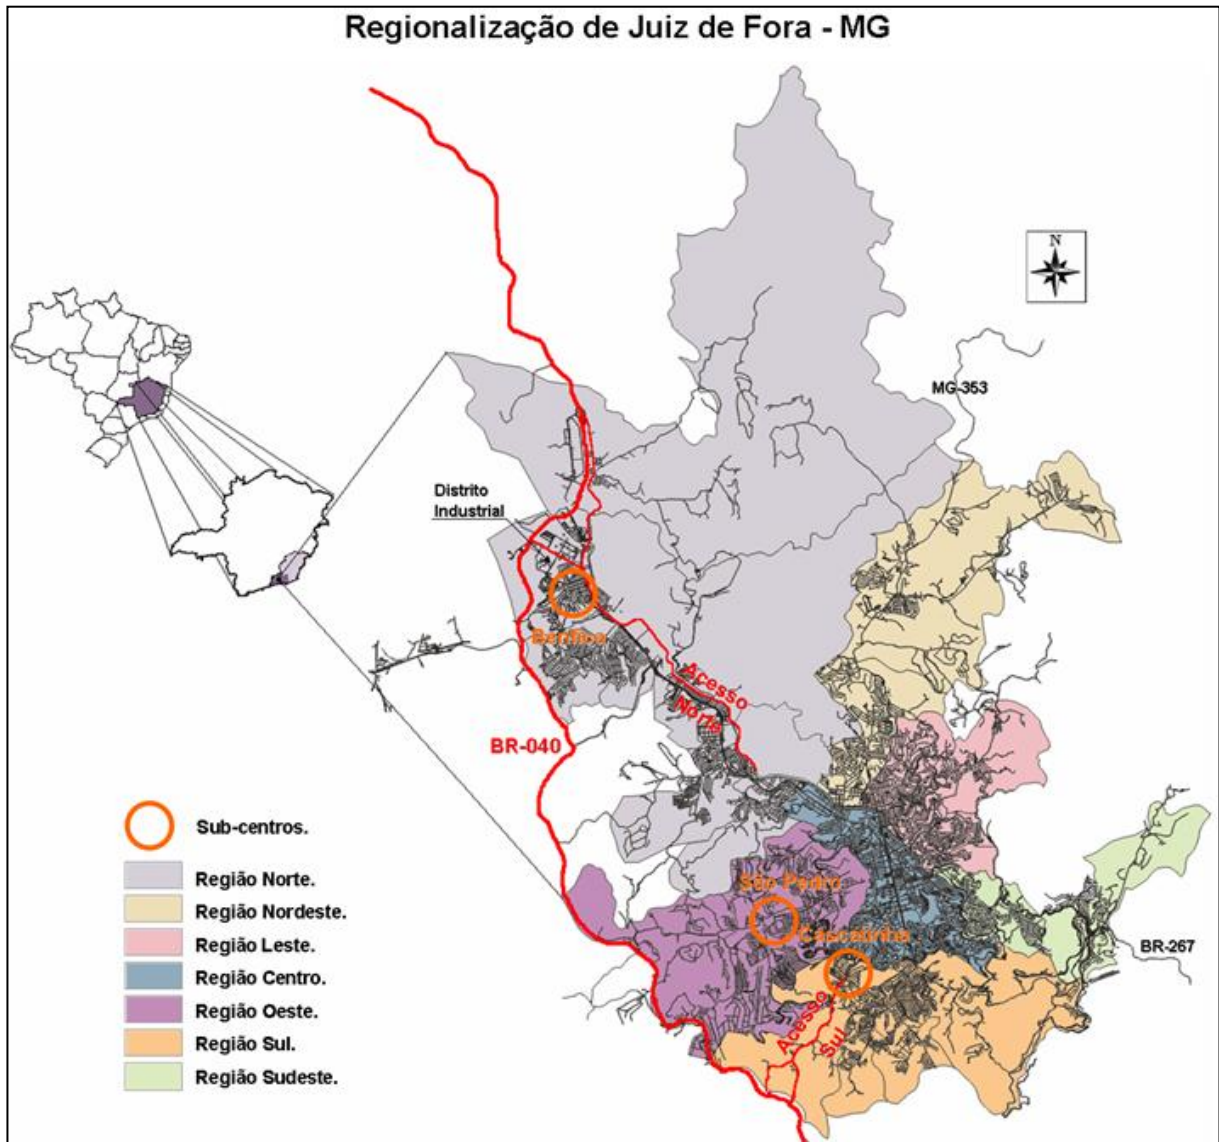 Regionalização de Juiz de Fora - MG
N
MG-353
Distrito
Industrial
Benfica
Acesso
Norte
BR-040
São Pedro
Cascatinha
BR-267
Acesso
Sul
Sub-centros.
Região Norte.
Região Nordeste.
Região Leste.
Região Centro.
Região Oeste.
Região Sul.
Região Sudeste.